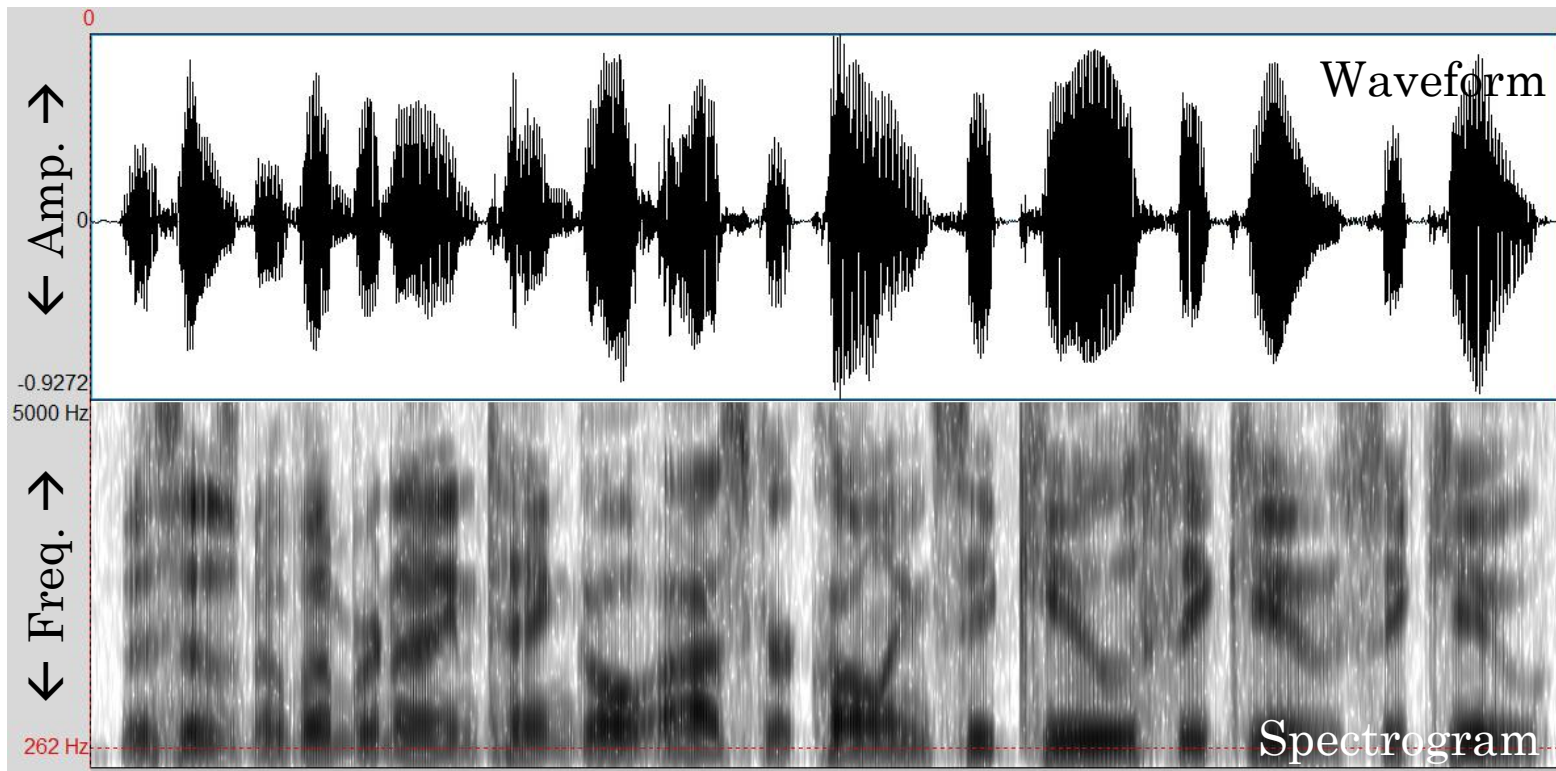 0
Waveform
← Amp. →
0
-0.9272
5000 Hz
← Freq. →
262 Hz
Spectrogram